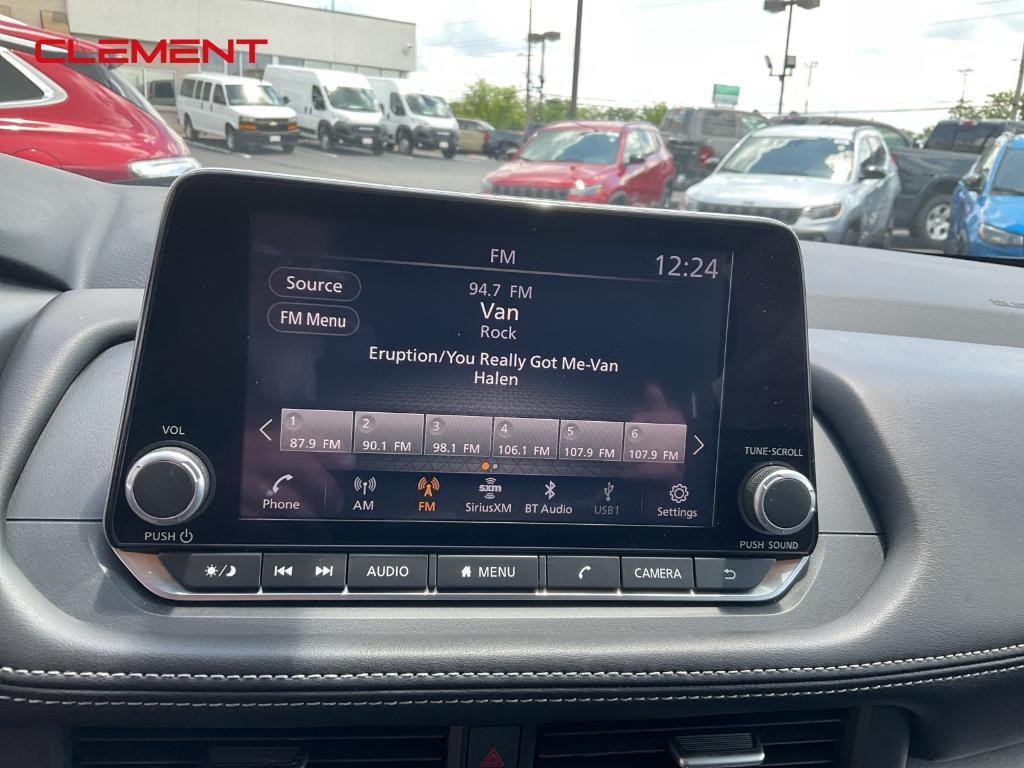 CLEMENT
FM
12:24
Source
94.7 FM
Van
FM Menu
Rock
Eruption/You Really Got Me-Van
Halen
1 2 3 4 5 6
87.9 FM 90.1 FM 98.1 FM 106.1 FM 107.9 FM 107.9 FM
VOL
TUNE·SCROLL
sxm
Phone AM FM SiriusXM BT Audio USB1 Settings
PUSH
PUSH SOUND
AUDIO MENU CAMERA